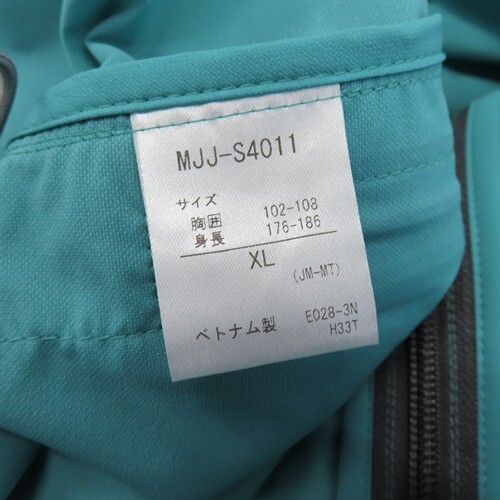 MJJ-S4011
サイズ
胸囲 102-108
身長 176-186
XL
(JM-MT)
E028-3N
ベトナム製 H33T